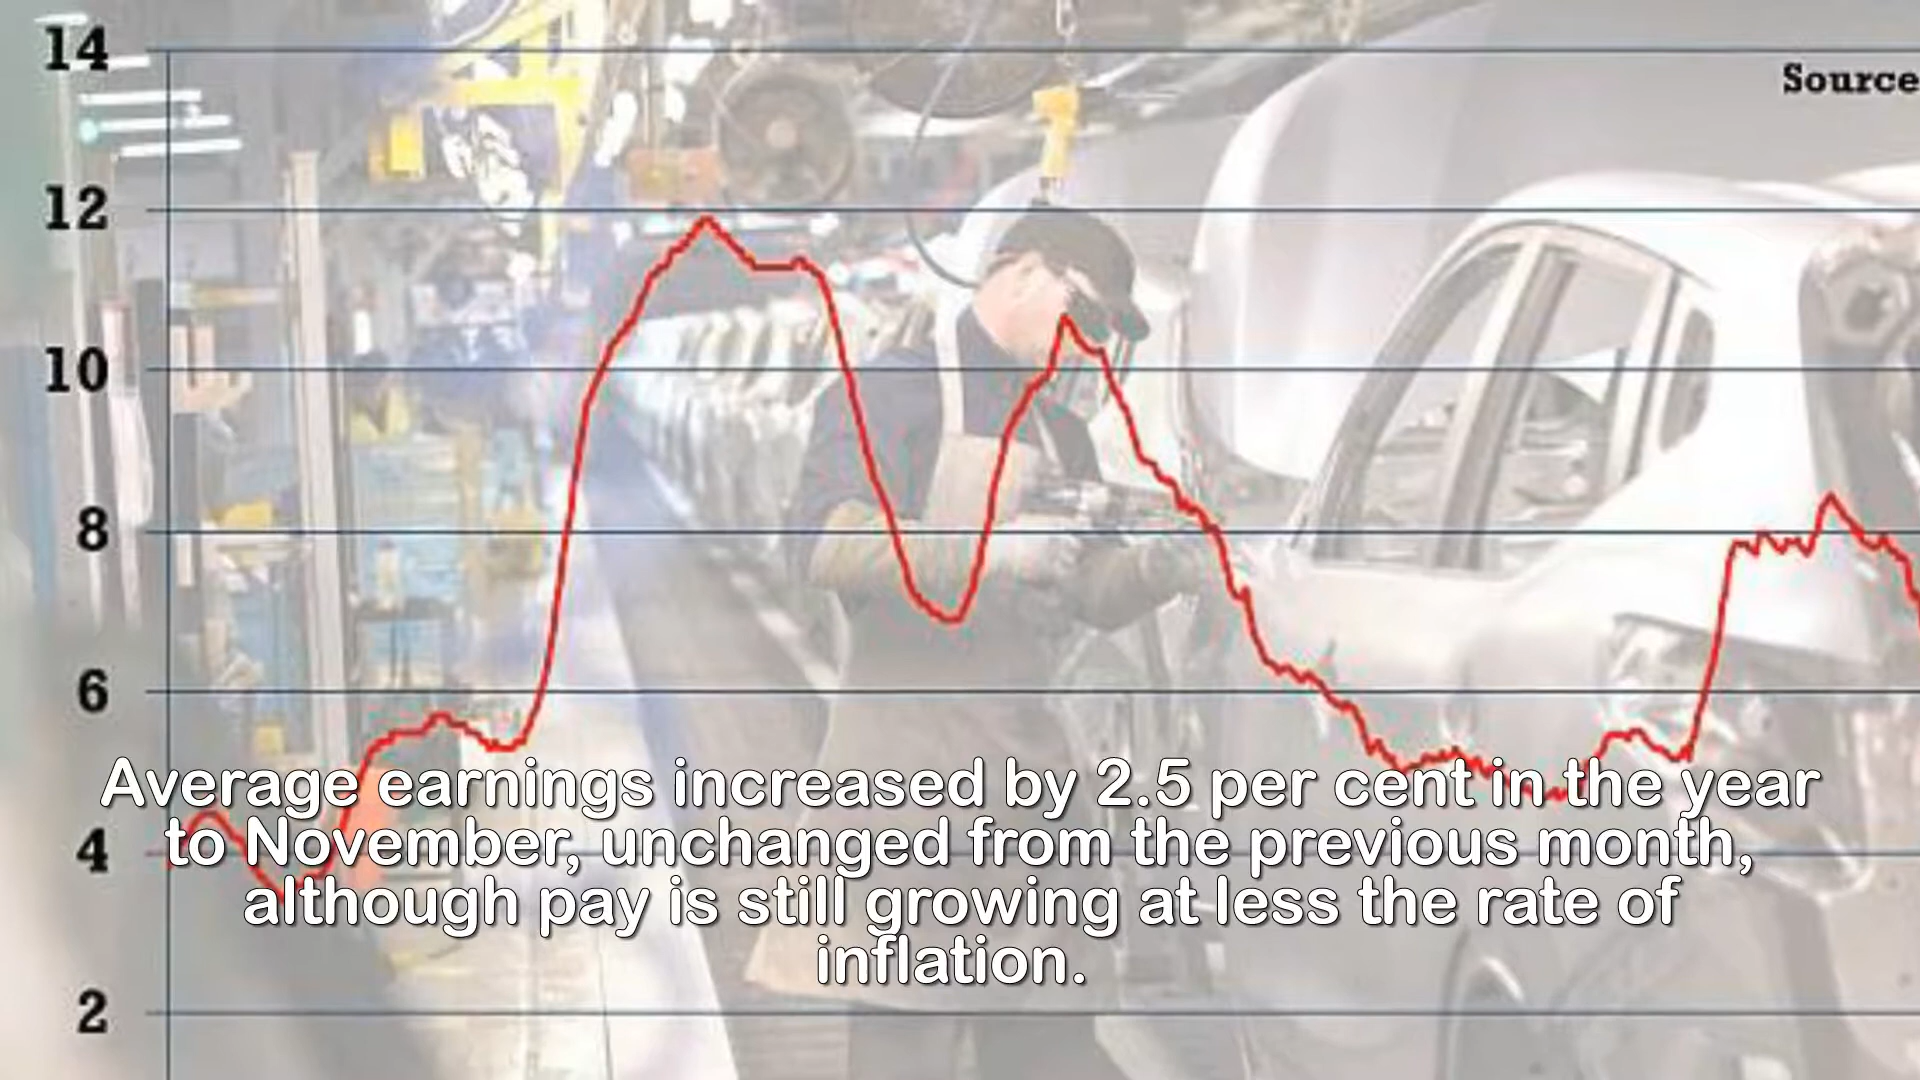 14
Source
12
10
8
6
Average earnings increased by 2.5 per cent in the year
to November, unchanged from the previous month,
4
although pay is still growing at less the rate of
inflation.
2